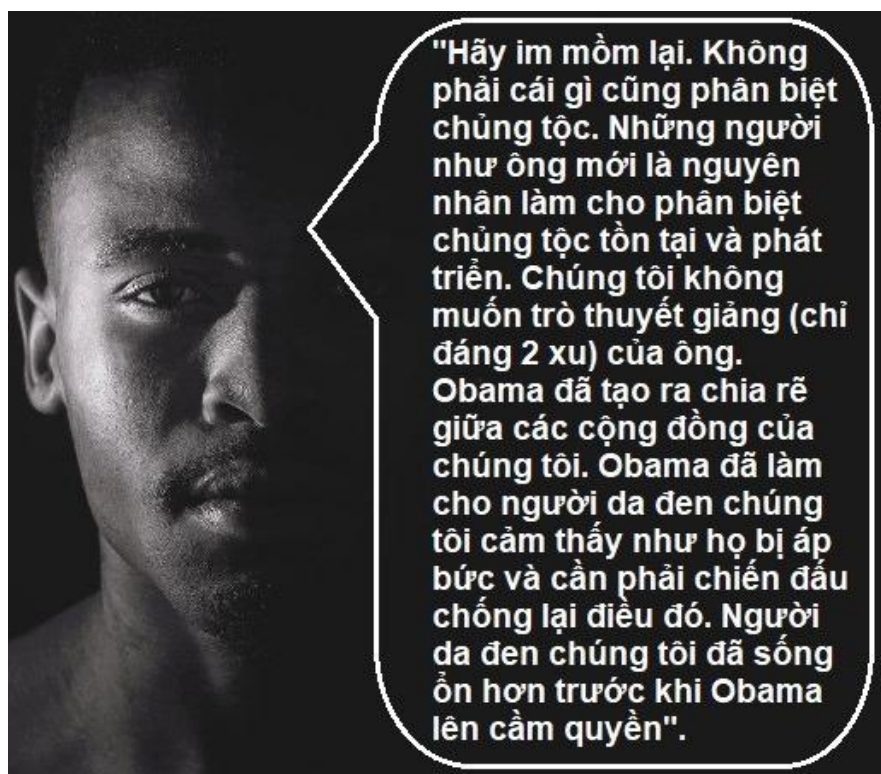 "Hãy im mồm lại. Không
phải cái gì cũng phân biệt
chủng tộc. Những người
như ông mới là nguyên
nhân làm cho phân biệt
chủng tộc tồn tại và phát
triển. Chúng tôi không
muốn trò thuyết giảng (chỉ
đáng 2 xu) của ông.
Obama đã tạo ra chia rẽ
giữa các cộng đồng của
chúng tôi. Obama đã làm
cho người da đen chúng
tôi cảm thấy như họ bị áp
bức và cần phải chiến đấu
chống lại điều đó. Người
da đen chúng tôi đã sống
ổn hơn trước khi Obama
lên cầm quyền".